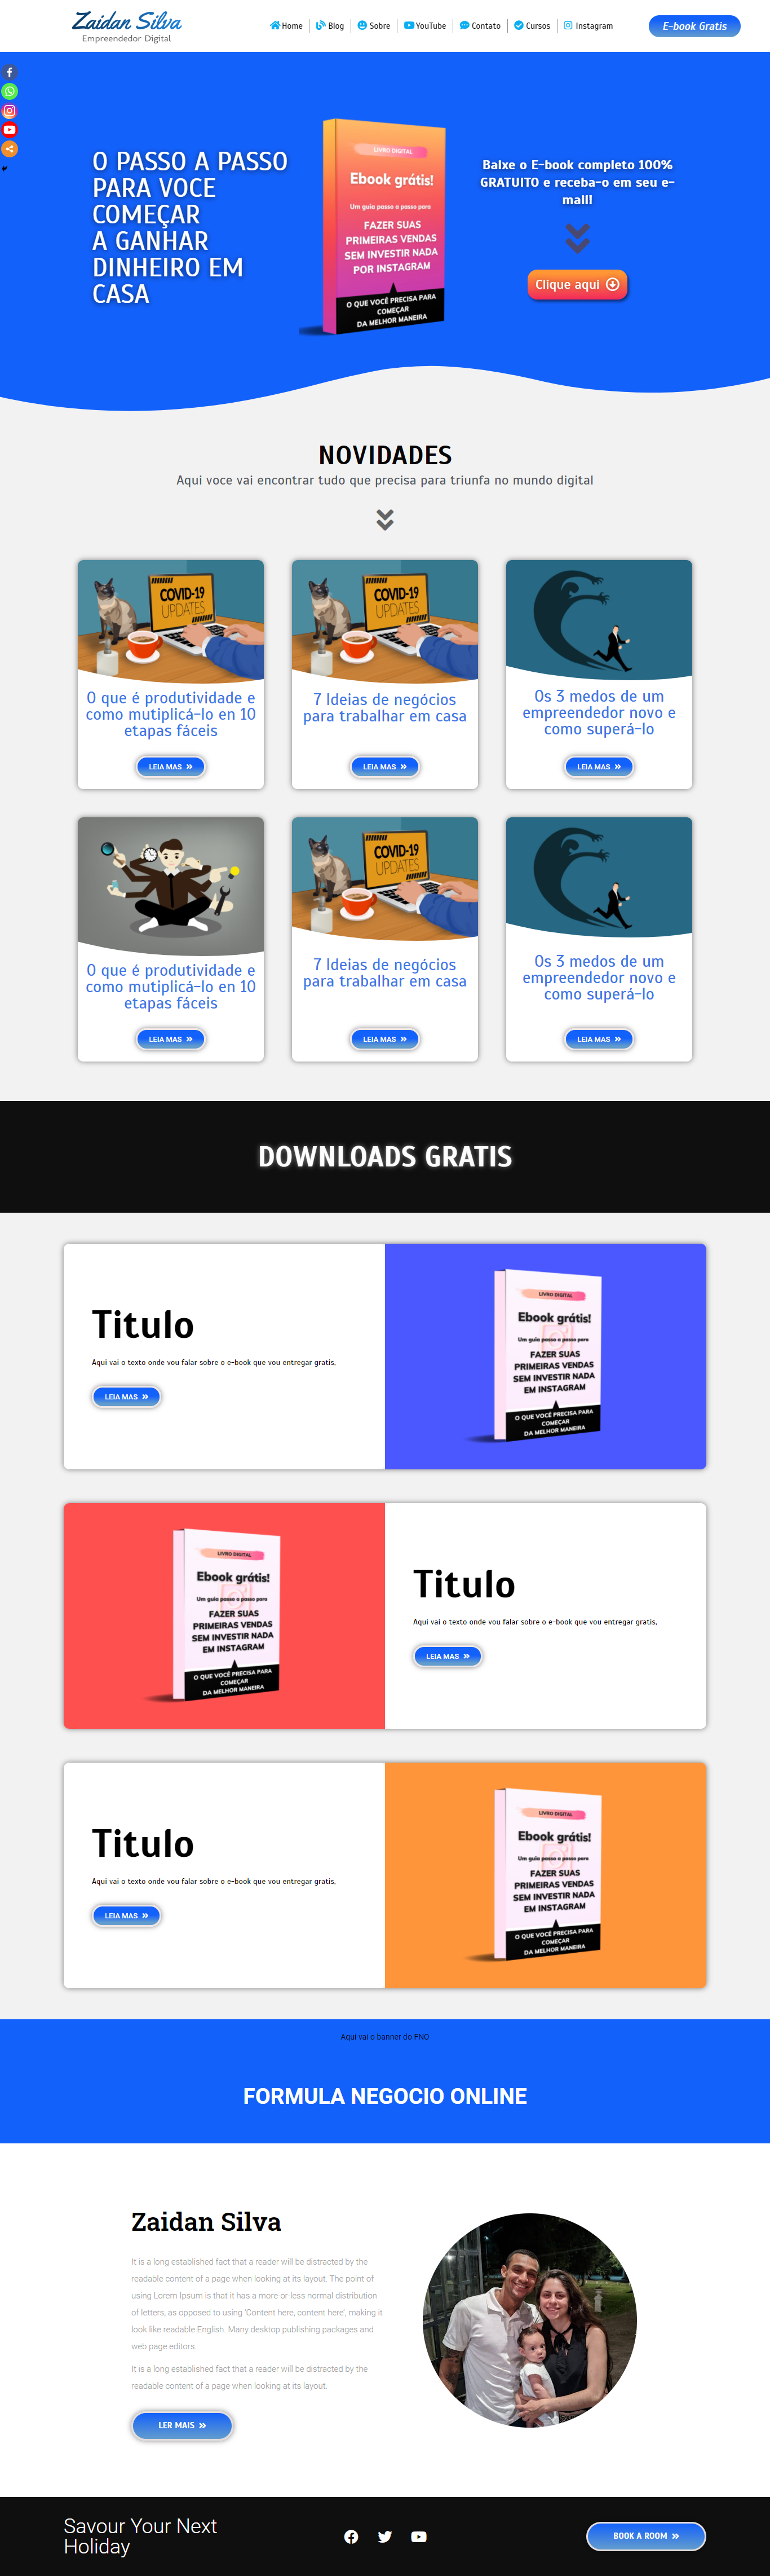 Zaidan Silva
Empreendedor Digital
Home
Blog
Sobre
YouTube
Contato
Cursos
Instagram
E-book Gratis
O PASSO A PASSO
PARA VOCE
COMEÇAR
A GANHAR
DINHEIRO EM
CASA
LIVRO DIGITAL
Ebook grátis!
Um guia passo a passo para
FAZER SUAS
PRIMEIRAS VENDAS
SEM INVESTIR NADA
POR INSTAGRAM
O QUE VOCÊ PRECISA PARA
COMEÇAR
DA MELHOR MANEIRA
Baixe o E-book completo 100%
GRATUITO e receba-o em seu e-
mail!
Clique aqui
NOVIDADES
Aqui voce vai encontrar tudo que precisa para triunfa no mundo digital
COVID-19
UPDATES
O que é produtividade e
como mutiplicá-lo en 10
etapas fáceis
LEIA MAS
COVID-19
UPDATES
7 Ideias de negócios
para trabalhar em casa
LEIA MAS
Os 3 medos de um
empreendedor novo e
como superá-lo
LEIA MAS
O que é produtividade e
como mutiplicá-lo en 10
etapas fáceis
LEIA MAS
COVID-19
UPDATES
7 Ideias de negócios
para trabalhar em casa
LEIA MAS
Os 3 medos de um
empreendedor novo e
como superá-lo
LEIA MAS
DOWNLOADS GRATIS
Titulo
Aqui vai o texto onde vou falar sobre o e-book que vou entregar gratis,
LEIA MAS
LIVRO DIGITAL
Ebook grátis!
Um guia passo a passo para
FAZER SUAS
PRIMEIRAS VENDAS
SEM INVESTIR NADA
EM INSTAGRAM
O QUE VOCÊ PRECISA PARA
COMEÇAR
DA MELHOR MANEIRA
LIVRO DIGITAL
Ebook grátis!
Um guia passo a passo para
FAZER SUAS
PRIMEIRAS VENDAS
SEM INVESTIR NADA
EM INSTAGRAM
O QUE VOCÊ PRECISA PARA
COMEÇAR
DA MELHOR MANEIRA
Titulo
Aqui vai o texto onde vou falar sobre o e-book que vou entregar gratis,
LEIA MAS
Titulo
Aqui vai o texto onde vou falar sobre o e-book que vou entregar gratis,
LEIA MAS
LIVRO DIGITAL
Ebook grátis!
Um guia passo a passo para
FAZER SUAS
PRIMEIRAS VENDAS
SEM INVESTIR NADA
EM INSTAGRAM
O QUE VOCÊ PRECISA PARA
COMEÇAR
DA MELHOR MANEIRA
Aqui vai o banner do FNO
FORMULA NEGOCIO ONLINE
Zaidan Silva
It is a long established fact that a reader will be distracted by the
readable content of a page when looking at its layout. The point of
using Lorem Ipsum is that it has a more-or-less normal distribution
of letters, as opposed to using 'Content here, content here', making it
look like readable English. Many desktop publishing packages and
web page editors.
It is a long established fact that a reader will be distracted by the
readable content of a page when looking at its layout.
LER MAIS
Savour Your Next
Holiday
BOOK A ROOM